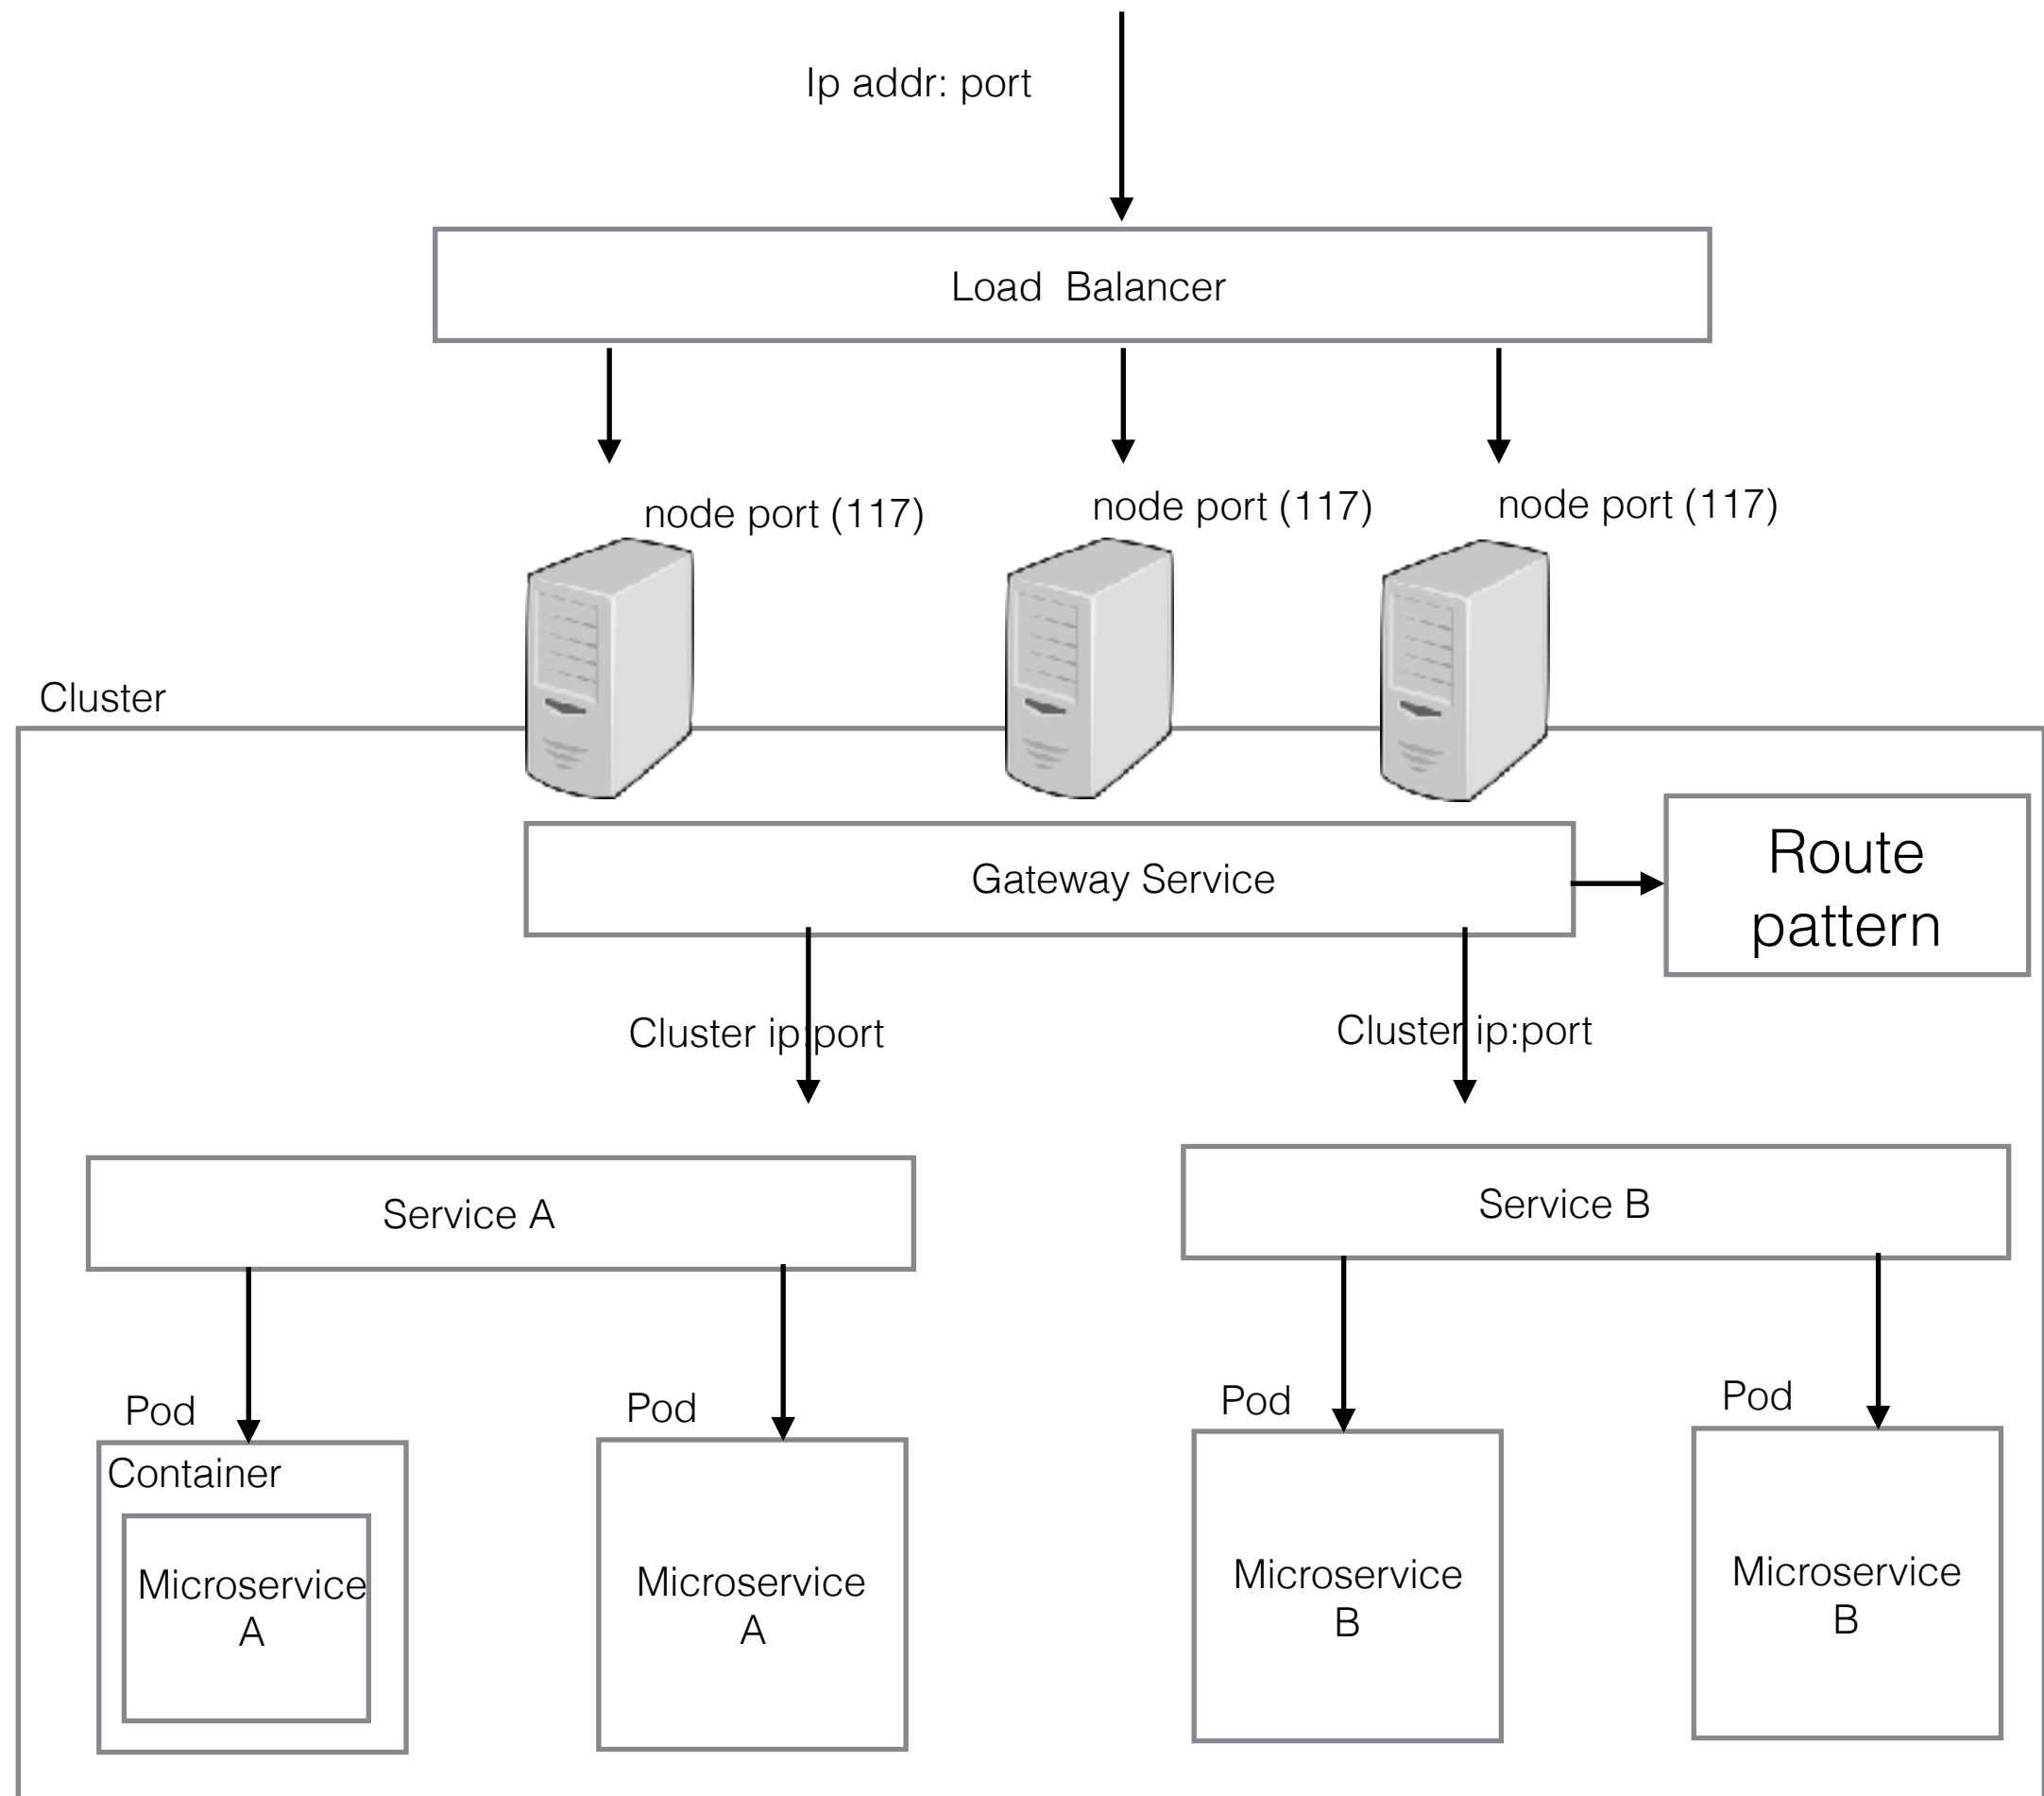 Ip addr: port
Load  Balancer
node port (117)
node port (117)
node port (117)
Cluster
Gateway Service
Route
pattern
Cluster ip:port
Cluster ip:port
Service A
Service B
Pod
Pod
Pod
Pod
Container
Microservice
A
Microservice
A
Microservice
B
Microservice
B